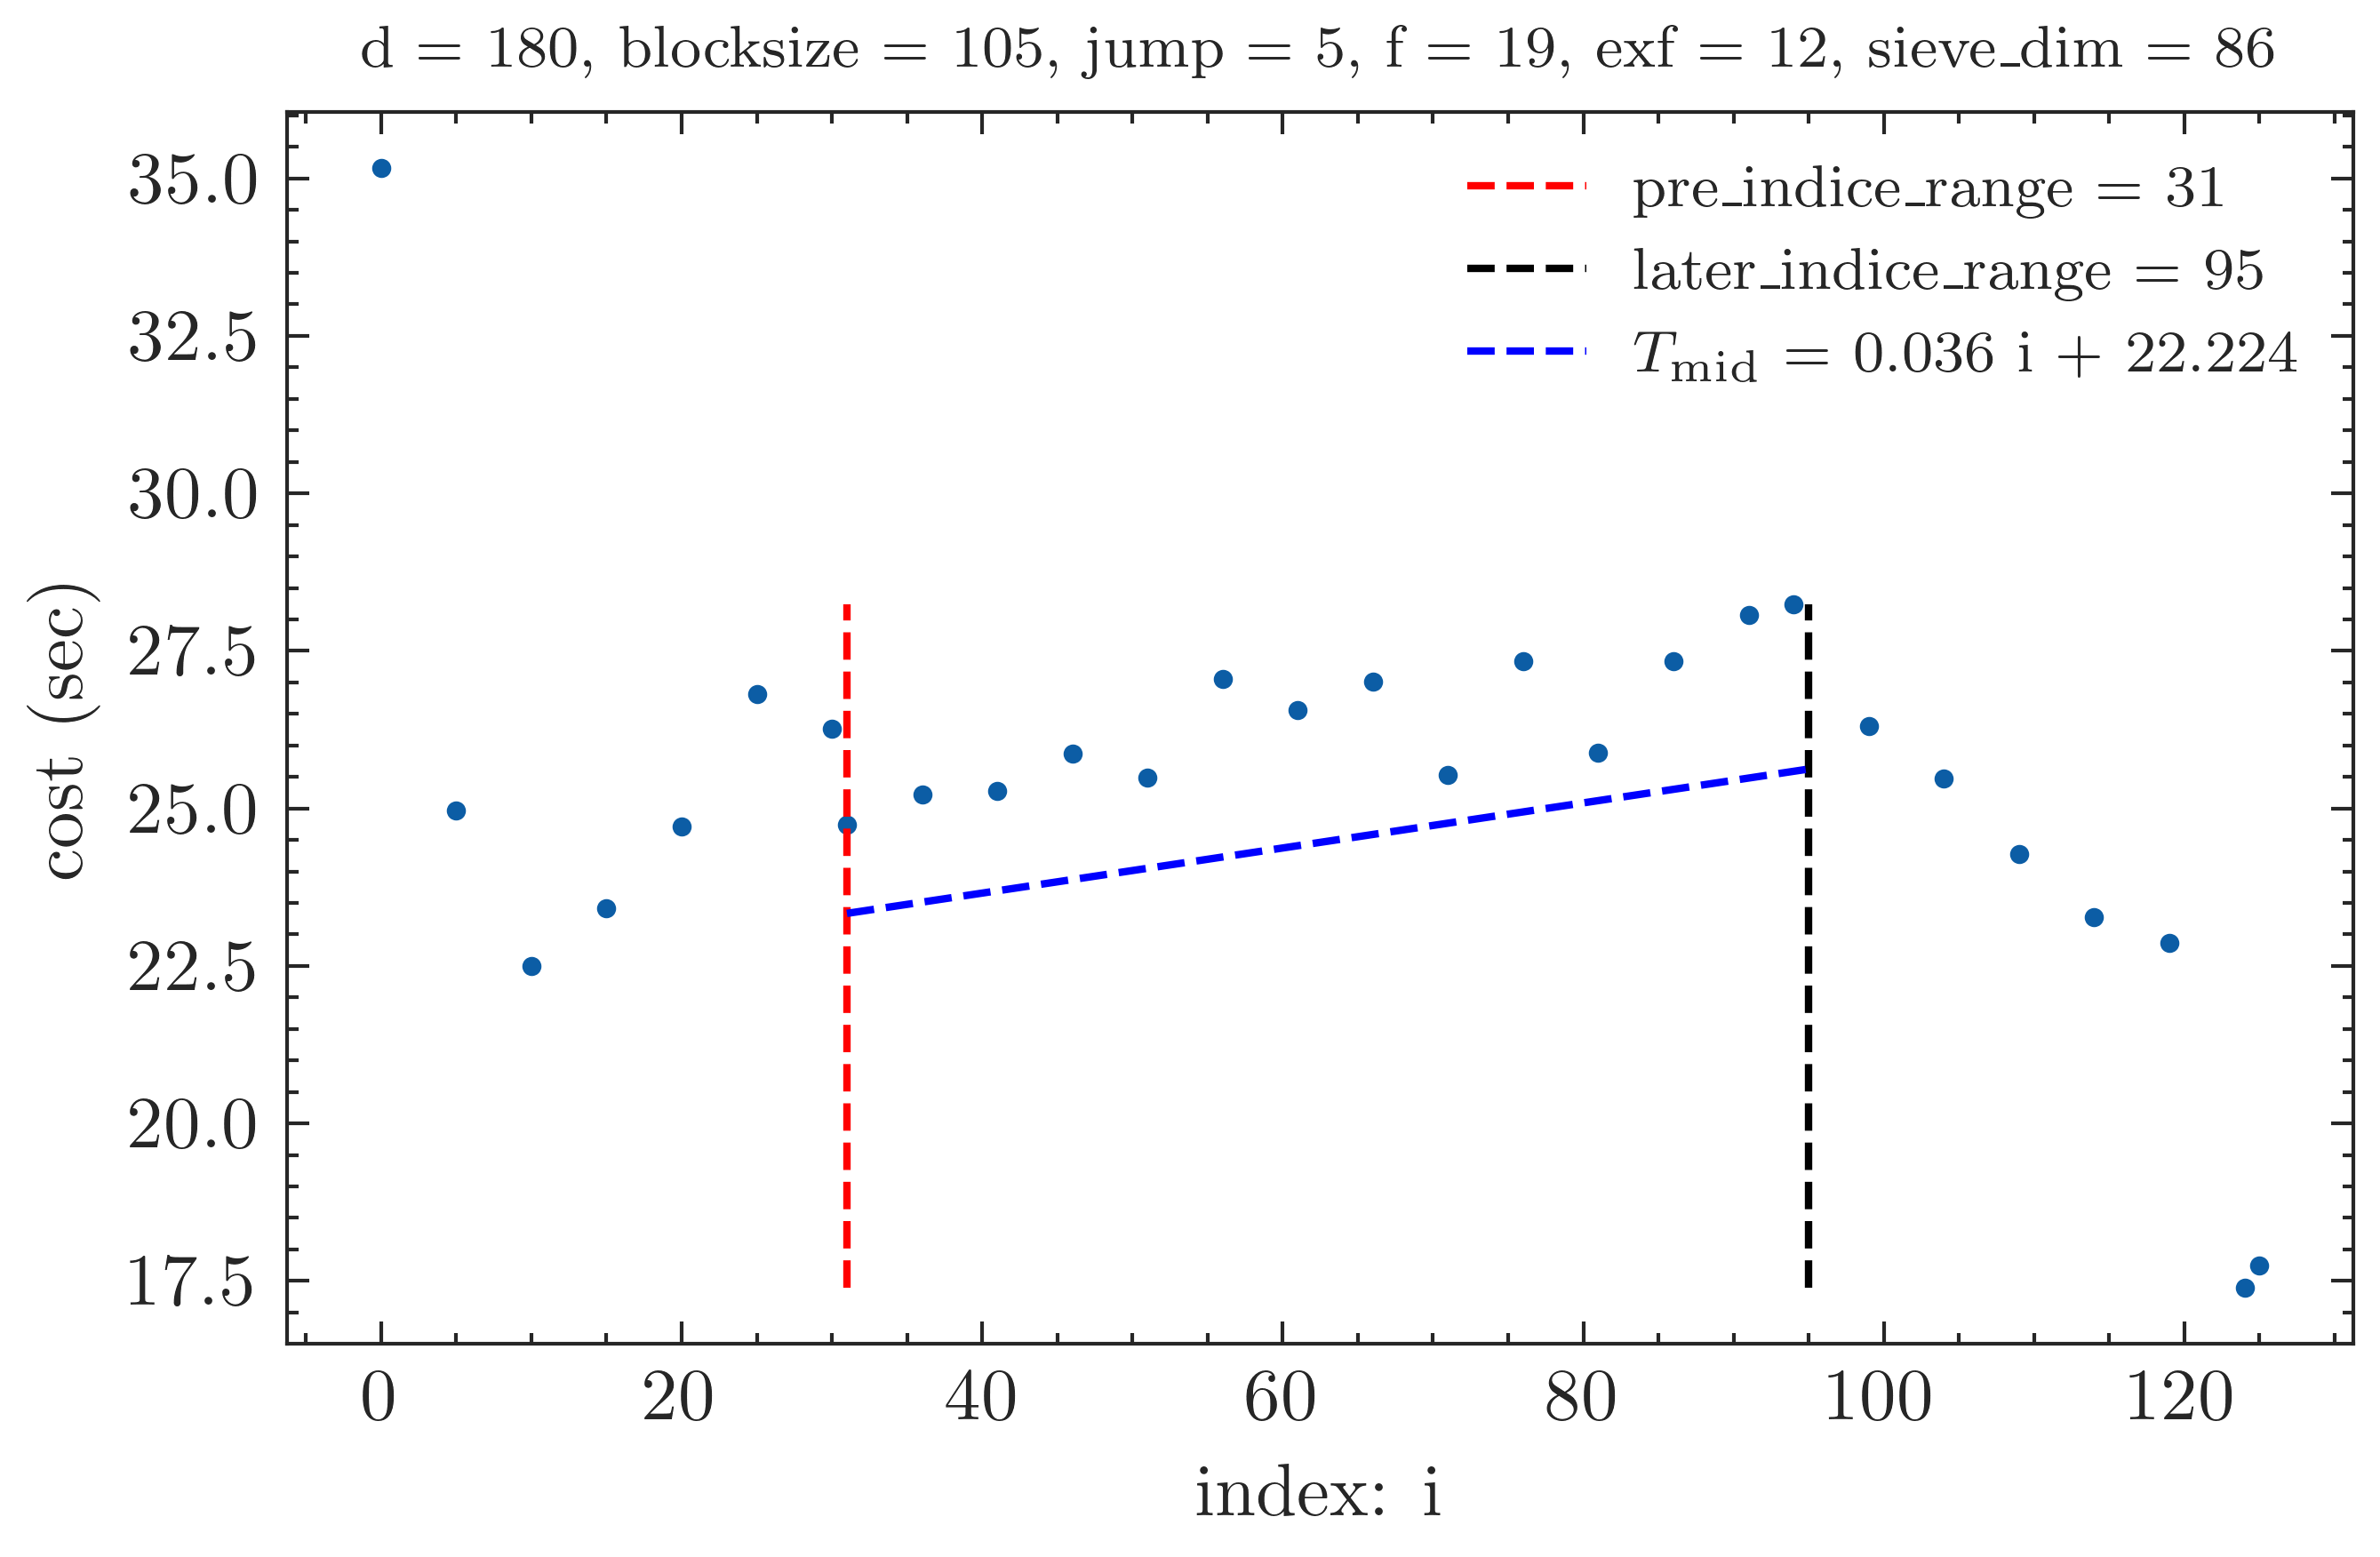 d = 180, blocksize = 105, jump = 5, f = 19, exf = 12, sieve_dim = 86
pre_indice_range = 31
later_indice_range = 95
T_mid = 0.036 i + 22.224
cost (sec)
35.0
32.5
30.0
27.5
25.0
22.5
20.0
17.5
0 20 40 60 80 100 120
index: i